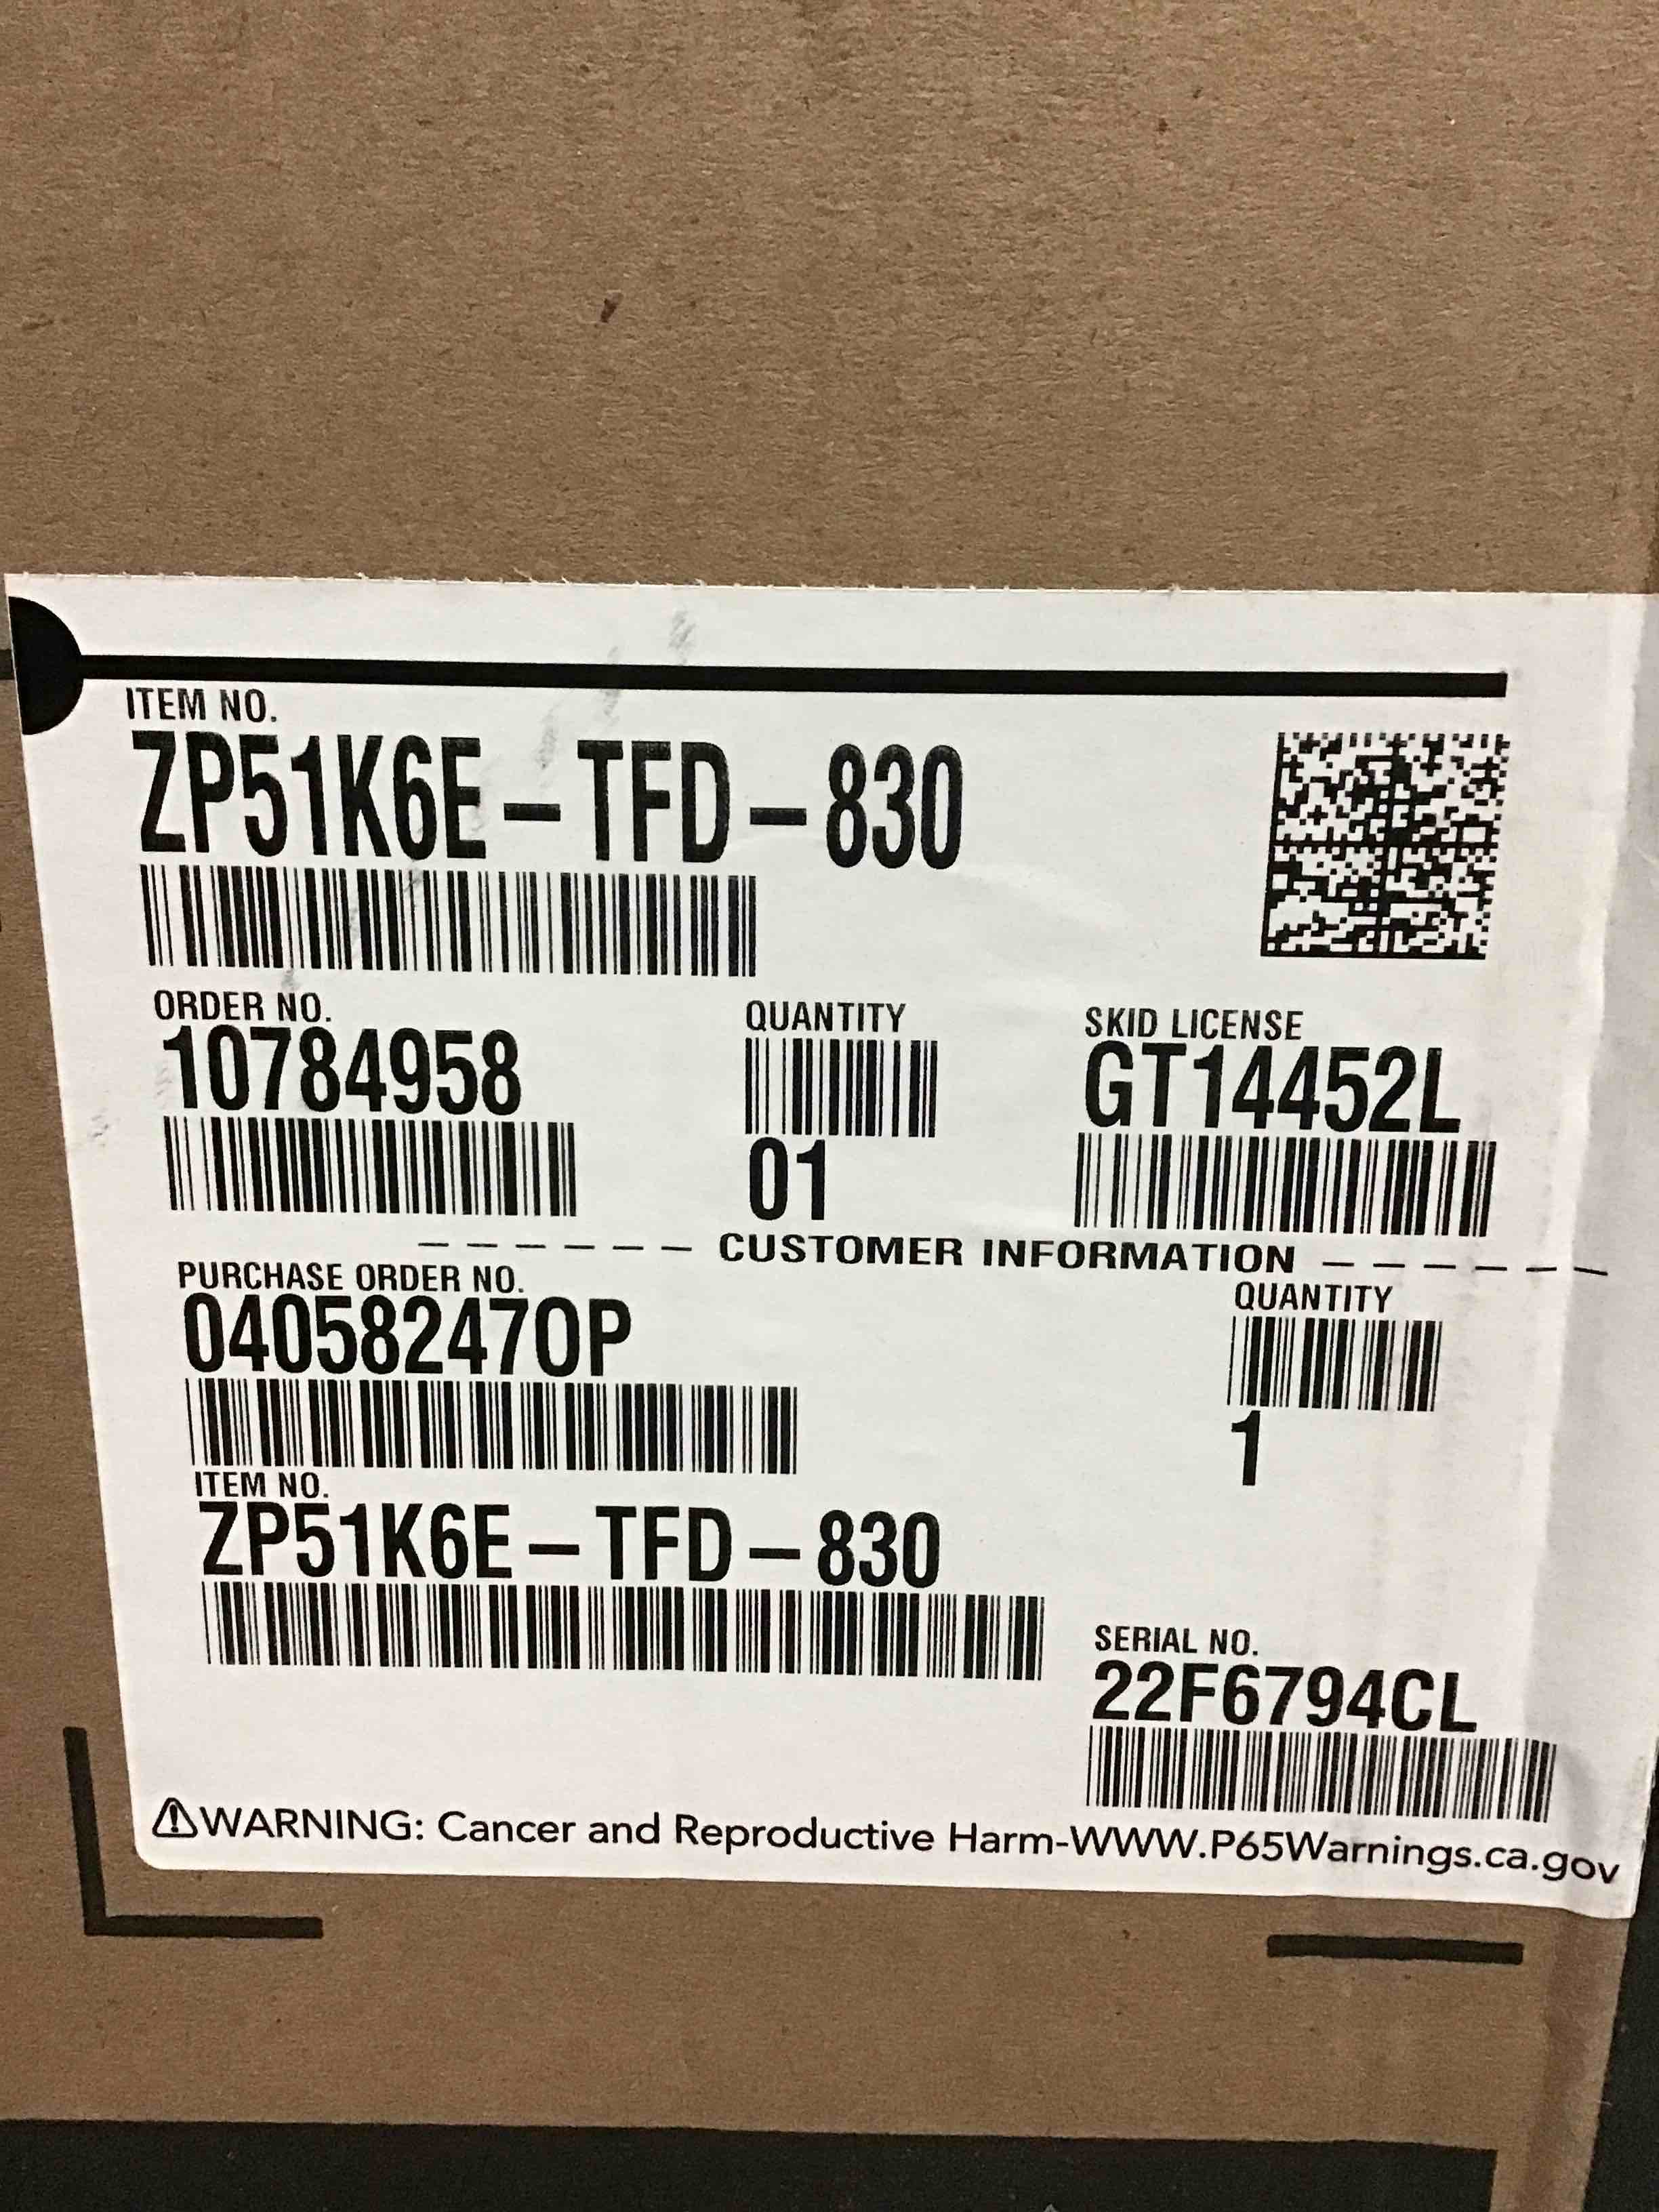 ITEM NO.
ZP51K6E-TFD-830
ORDER NO.
10784958
QUANTITY
01
SKID LICENSE
GT14452L
------ CUSTOMER INFORMATION ------
PURCHASE ORDER NO.
04058247OP
QUANTITY
1
ITEM NO.
ZP51K6E-TFD-830
SERIAL NO.
22F6794CL
⚠WARNING: Cancer and Reproductive Harm-WWW.P65Warnings.ca.gov